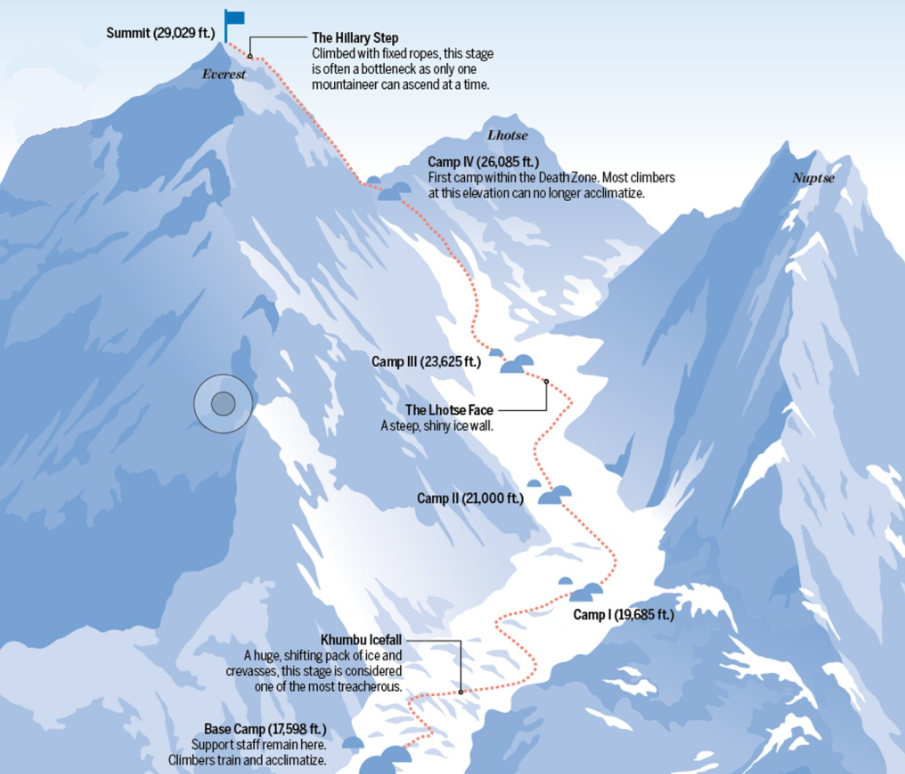 Summit (29,029 ft.)
The Hillary Step
Climbed with fixed ropes, this stage
is often a bottleneck as only one
mountaineer can ascend at a time.
Everest
Lhotse
Camp IV (26,085 ft.)
First camp within the Death Zone. Most climbers
at this elevation can no longer acclimatize.
Nuptse
Camp III (23,625 ft.)
The Lhotse Face
A steep, shiny ice wall.
Camp II (21,000 ft.)
Camp I (19,685 ft.)
Khumbu Icefall
A huge, shifting pack of ice and
crevasses, this stage is considered
one of the most treacherous.
Base Camp (17,598 ft.)
Support staff remain here.
Climbers train and acclimatize.